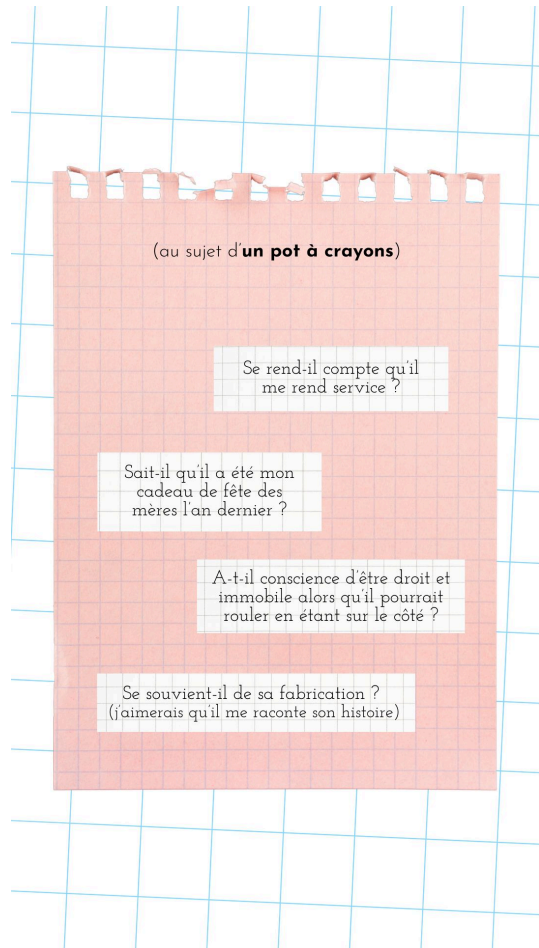 (au sujet d'un pot à crayons)
Se rend-il compte qu'il
me rend service ?
Sait-il qu'il a été mon
cadeau de fête des
mères l'an dernier ?
A-t-il conscience d'être droit et
immobile alors qu'il pourrait
rouler en étant sur le côté ?
Se souvient-il de sa fabrication ?
(j'aimerais qu'il me raconte son histoire)